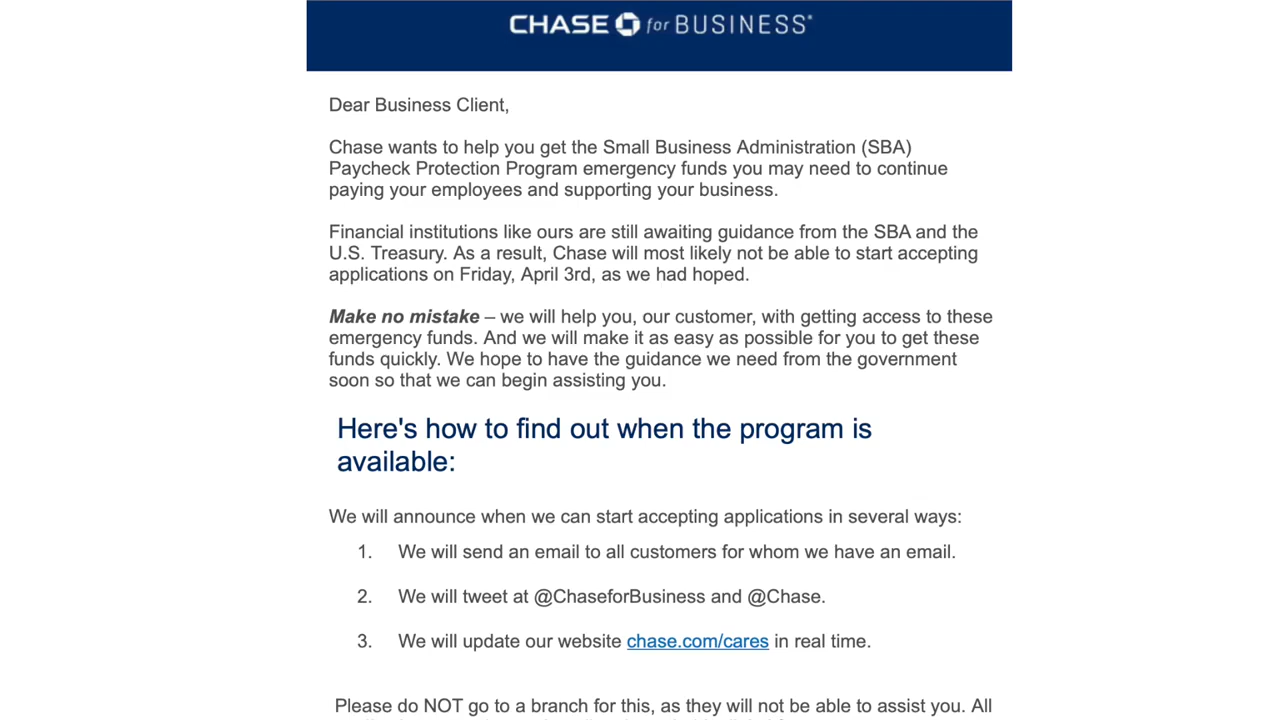 CHASE for BUSINESS®
Dear Business Client,
Chase wants to help you get the Small Business Administration (SBA)
Paycheck Protection Program emergency funds you may need to continue
paying your employees and supporting your business.
Financial institutions like ours are still awaiting guidance from the SBA and the
U.S. Treasury. As a result, Chase will most likely not be able to start accepting
applications on Friday, April 3rd, as we had hoped.
Make no mistake – we will help you, our customer, with getting access to these
emergency funds. And we will make it as easy as possible for you to get these
funds quickly. We hope to have the guidance we need from the government
soon so that we can begin assisting you.
Here's how to find out when the program is
available:
We will announce when we can start accepting applications in several ways:
1. We will send an email to all customers for whom we have an email.
2. We will tweet at @ChaseforBusiness and @Chase.
3. We will update our website chase.com/cares in real time.
Please do NOT go to a branch for this, as they will not be able to assist you. All